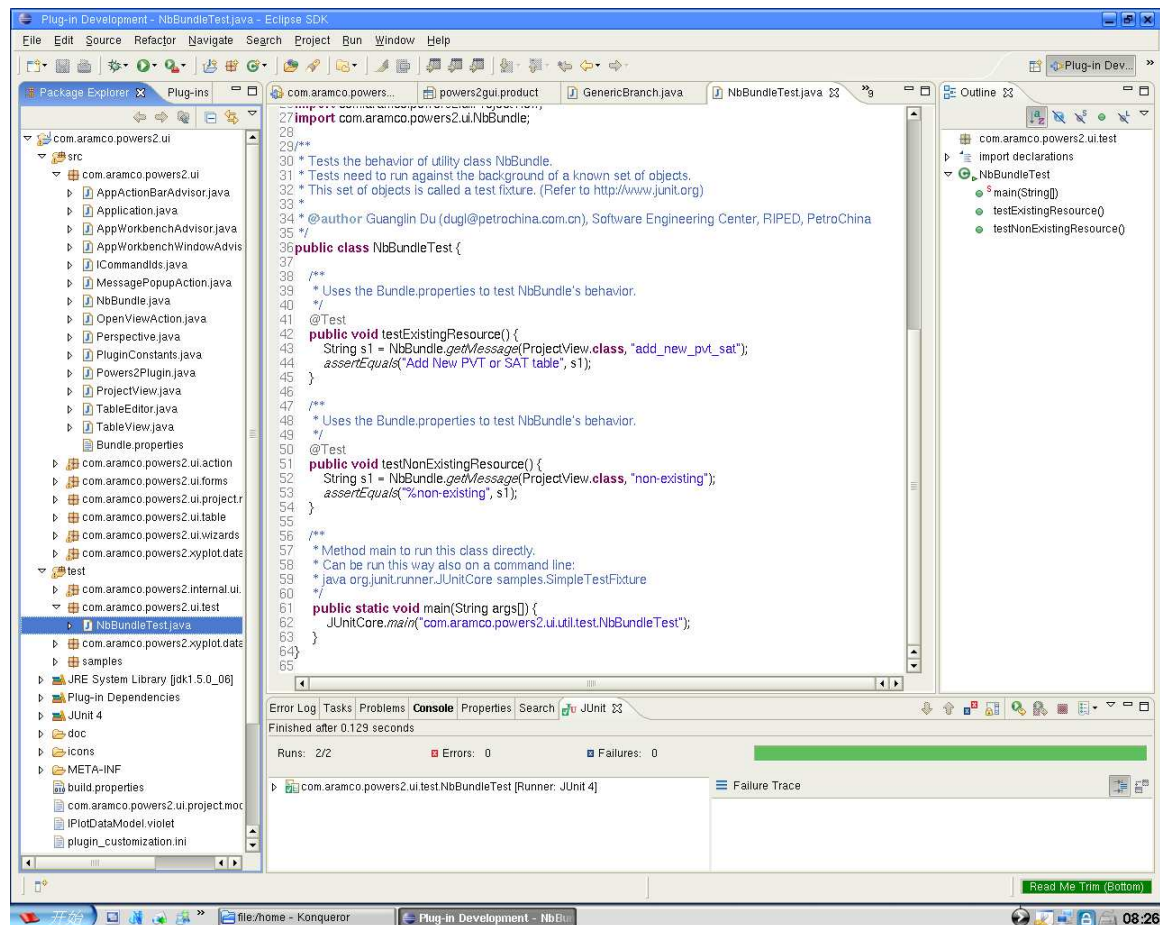 Plug-in Development - NbBundleTest.java - Eclipse SDK
File Edit Source Refactor Navigate Search Project Run Window Help
Plug-in Dev... »
Package Explorer Plug-ins
com.aramco.powers2.ui
src
com.aramco.powers2.ui
AppActionBarAdvisor.java
Application.java
AppWorkbenchAdvisor.java
AppWorkbenchWindowAdvis
ICommandIds.java
MessagePopupAction.java
NbBundle.java
OpenViewAction.java
Perspective.java
PluginConstants.java
Powers2Plugin.java
ProjectView.java
TableEditor.java
TableView.java
Bundle.properties
com.aramco.powers2.ui.action
com.aramco.powers2.ui.forms
com.aramco.powers2.ui.project.r
com.aramco.powers2.ui.table
com.aramco.powers2.ui.wizards
com.aramco.powers2.xyplot.data
test
com.aramco.powers2.internal.ui.
com.aramco.powers2.ui.test
NbBundleTest.java
com.aramco.powers2.xyplot.data
samples
JRE System Library [jdk1.5.0_06]
Plug-in Dependencies
JUnit 4
doc
icons
META-INF
build.properties
com.aramco.powers2.ui.project.moc
IPlotDataModel.violet
plugin_customization.ini
com.aramco.powers... powers2gui.product GenericBranch.java NbBundleTest.java »9
27 import com.aramco.powers2.ui.NbBundle;
28
29 /**
30 * Tests the behavior of utility class NbBundle.
31 * Tests need to run against the background of a known set of objects.
32 * This set of objects is called a test fixture. (Refer to http://www.junit.org)
33 *
34 * @author Guanglin Du (dugl@petrochina.com.cn), Software Engineering Center, RIPED, PetroChina
35 */
36 public class NbBundleTest {
37
38 /**
39 * Uses the Bundle.properties to test NbBundle's behavior.
40 */
41 @Test
42 public void testExistingResource() {
43 String s1 = NbBundle.getMessage(ProjectView.class, "add_new_pvt_sat");
44 assertEquals("Add New PVT or SAT table", s1);
45 }
46
47 /**
48 * Uses the Bundle.properties to test NbBundle's behavior.
49 */
50 @Test
51 public void testNonExistingResource() {
52 String s1 = NbBundle.getMessage(ProjectView.class, "non-existing");
53 assertEquals("%non-existing", s1);
54 }
55
56 /**
57 * Method main to run this class directly.
58 * Can be run this way also on a command line:
59 * java org.junit.runner.JUnitCore samples.SimpleTestFixture
60 */
61 public static void main(String args[]) {
62 JUnitCore.main("com.aramco.powers2.ui.util.test.NbBundleTest");
63 }
64 }
65
Outline
com.aramco.powers2.ui.test
import declarations
NbBundleTest
S main(String[])
testExistingResource()
testNonExistingResource()
Error Log Tasks Problems Console Properties Search JUnit
Finished after 0.129 seconds
Runs: 2/2 Errors: 0 Failures: 0
com.aramco.powers2.ui.test.NbBundleTest [Runner: JUnit 4]
Failure Trace
Read Me Trim (Bottom)
开始 » file:/home - Konqueror Plug-in Development - NbBu 08:26